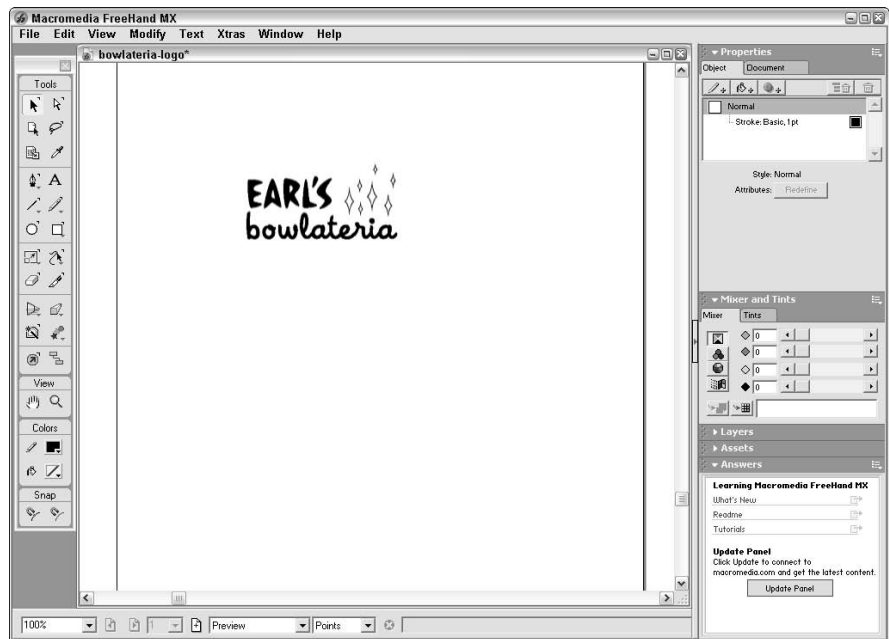 Macromedia FreeHand MX
File Edit View Modify Text Xtras Window Help
bowlateria-logo*
Tools
A
View
Colors
Snap
EARL'S
bowlateria
100%
1
Preview
Points
Properties
Object Document
Normal
Stroke: Basic, 1 pt
Style: Normal
Attributes: Redefine
Mixer and Tints
Mixer Tints
0
0
0
0
Layers
Assets
Answers
Learning Macromedia FreeHand MX
What's New
Readme
Tutorials
Update Panel
Click Update to connect to
macromedia.com and get the latest content.
Update Panel